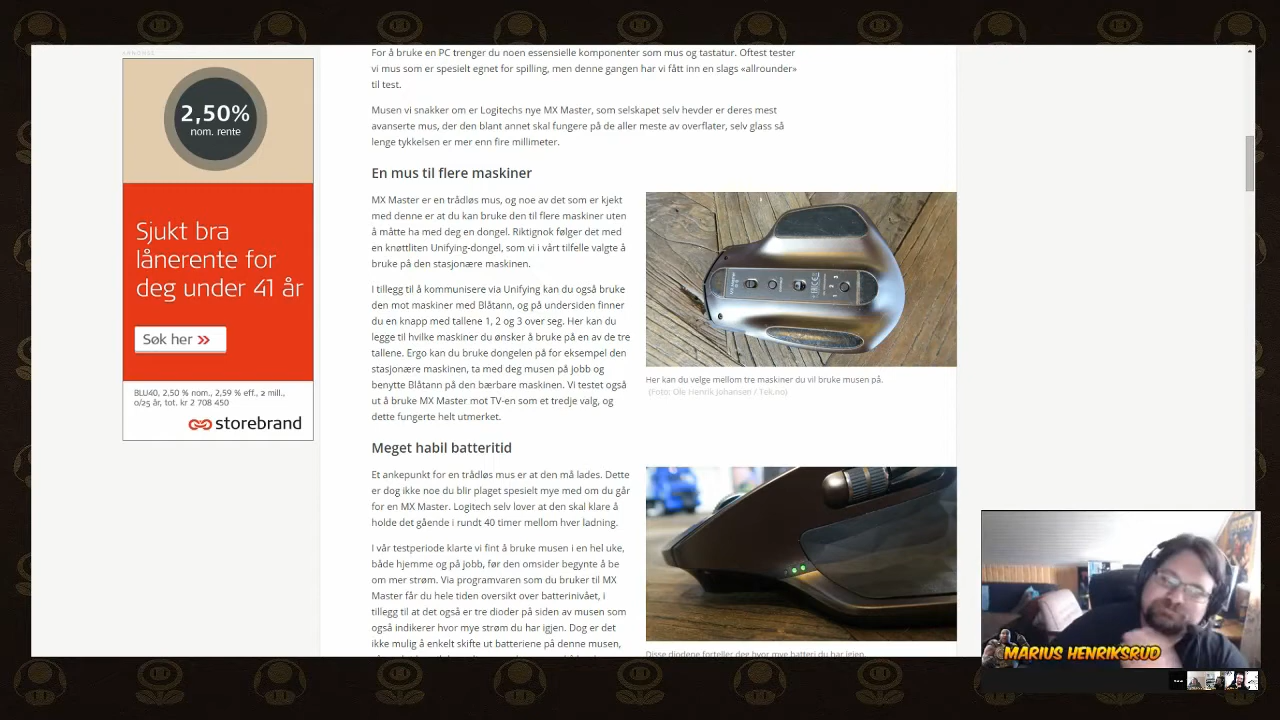 ANNONSE
2,50%
nom. rente
Sjukt bra
lånerente for
deg under 41 år
Søk her »
BLU40, 2,50 % nom., 2,59 % eff., 2 mill.,
o/25 år, tot. kr 2 708 450
storebrand
For å bruke en PC trenger du noen essensielle komponenter som mus og tastatur. Oftest tester
vi mus som er spesielt egnet for spilling, men denne gangen har vi fått inn en slags «allrounder»
til test.
Musen vi snakker om er Logitechs nye MX Master, som selskapet selv hevder er deres mest
avanserte mus, der den blant annet skal fungere på de aller meste av overflater, selv glass så
lenge tykkelsen er mer enn fire millimeter.
En mus til flere maskiner
MX Master er en trådløs mus, og noe av det som er kjekt
med denne er at du kan bruke den til flere maskiner uten
å måtte ha med deg en dongel. Riktignok følger det med
en knøttliten Unifying-dongel, som vi i vårt tilfelle valgte å
bruke på den stasjonære maskinen.
I tillegg til å kommunisere via Unifying kan du også bruke
den mot maskiner med Blåtann, og på undersiden finner
du en knapp med tallene 1, 2 og 3 over seg. Her kan du
legge til hvilke maskiner du ønsker å bruke på en av de tre
tallene. Ergo kan du bruke dongelen på for eksempel den
stasjonære maskinen, ta med deg musen på jobb og
benytte Blåtann på den bærbare maskinen. Vi testet også
ut å bruke MX Master mot TV-en som et tredje valg, og
dette fungerte helt utmerket.
Her kan du velge mellom tre maskiner du vil bruke musen på.
(Foto: Ole Henrik Johansen / Tek.no)
Meget habil batteritid
Et ankepunkt for en trådløs mus er at den må lades. Dette
er dog ikke noe du blir plaget spesielt mye med om du går
for en MX Master. Logitech selv lover at den skal klare å
holde det gående i rundt 40 timer mellom hver ladning.
I vår testperiode klarte vi fint å bruke musen i en hel uke,
både hjemme og på jobb, før den omsider begynte å be
om mer strøm. Via programvaren som du bruker til MX
Master får du hele tiden oversikt over batterinivået, i
tillegg til at det også er tre dioder på siden av musen som
også indikerer hvor mye strøm du har igjen. Dog er det
ikke mulig å enkelt skifte ut batteriene på denne musen,
Disse diodene forteller deg hvor mye batteri du har igjen.
MARIUS HENRIKSRUD